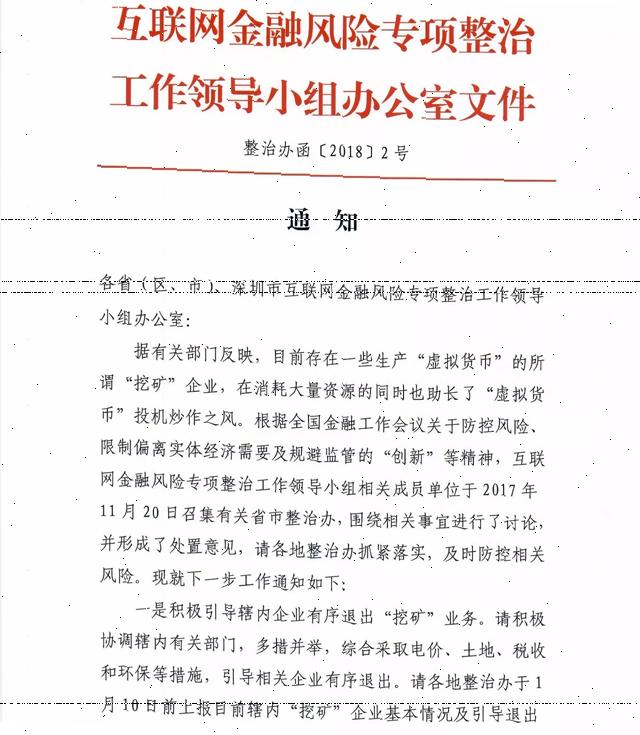 互联网金融风险专项整治
工作领导小组办公室文件
整治办函〔2018〕2号
通 知
各省（区、市）、深圳市互联网金融风险专项整治工作领导
小组办公室：
据有关部门反映，目前存在一些生产“虚拟货币”的所
谓“挖矿”企业，在消耗大量资源的同时也助长了“虚拟货
币”投机炒作之风。根据全国金融工作会议关于防控风险、
限制偏离实体经济需要及规避监管的“创新”等精神，互联
网金融风险专项整治工作领导小组相关成员单位于2017年
11月20日召集有关省市整治办，围绕相关事宜进行了讨论，
并形成了处置意见，请各地整治办抓紧落实，及时防控相关
风险。现就下一步工作通知如下：
一是积极引导辖内企业有序退出“挖矿”业务。请积极
协调辖内有关部门，多措并举，综合采取电价、土地、税收
和环保等措施，引导相关企业有序退出。请各地整治办于1
月10日前上报目前辖内“挖矿”企业基本情况及引导退出